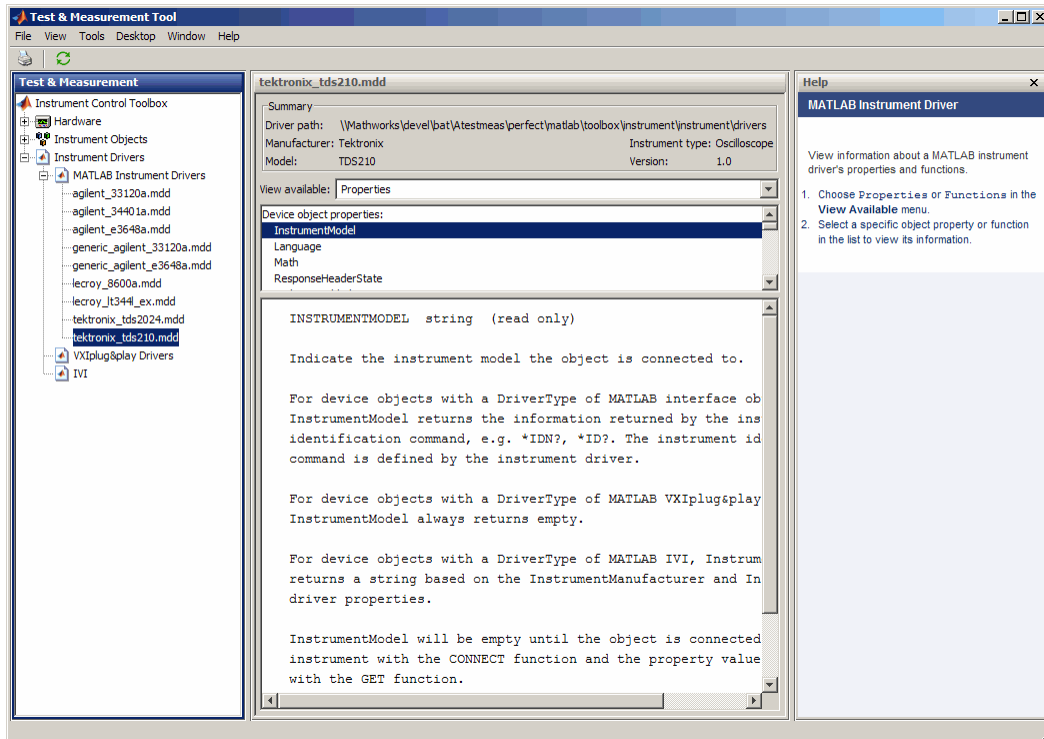 Test & Measurement Tool
File View Tools Desktop Window Help
Test & Measurement
Instrument Control Toolbox
Hardware
Instrument Objects
Instrument Drivers
MATLAB Instrument Drivers
agilent_33120a.mdd
agilent_34401a.mdd
agilent_e3648a.mdd
generic_agilent_33120a.mdd
generic_agilent_e3648a.mdd
lecroy_8600a.mdd
lecroy_lt344l_ex.mdd
tektronix_tds2024.mdd
tektronix_tds210.mdd
VXIplug&play Drivers
IVI
tektronix_tds210.mdd
Summary
Driver path: \\Mathworks\devel\bat\Atestmeas\perfect\matlab\toolbox\instrument\instrument\drivers
Manufacturer: Tektronix Instrument type: Oscilloscope
Model: TDS210 Version: 1.0
View available: Properties
Device object properties:
InstrumentModel
Language
Math
ResponseHeaderState
INSTRUMENTMODEL string (read only)
Indicate the instrument model the object is connected to.
For device objects with a DriverType of MATLAB interface ob
InstrumentModel returns the information returned by the ins
identification command, e.g. *IDN?, *ID?. The instrument id
command is defined by the instrument driver.
For device objects with a DriverType of MATLAB VXIplug&play
InstrumentModel always returns empty.
For device objects with a DriverType of MATLAB IVI, Instrum
returns a string based on the InstrumentManufacturer and In
driver properties.
InstrumentModel will be empty until the object is connected
instrument with the CONNECT function and the property value
with the GET function.
Help
MATLAB Instrument Driver
View information about a MATLAB instrument
driver's properties and functions.
1. Choose Properties or Functions in the
View Available menu.
2. Select a specific object property or function
in the list to view its information.